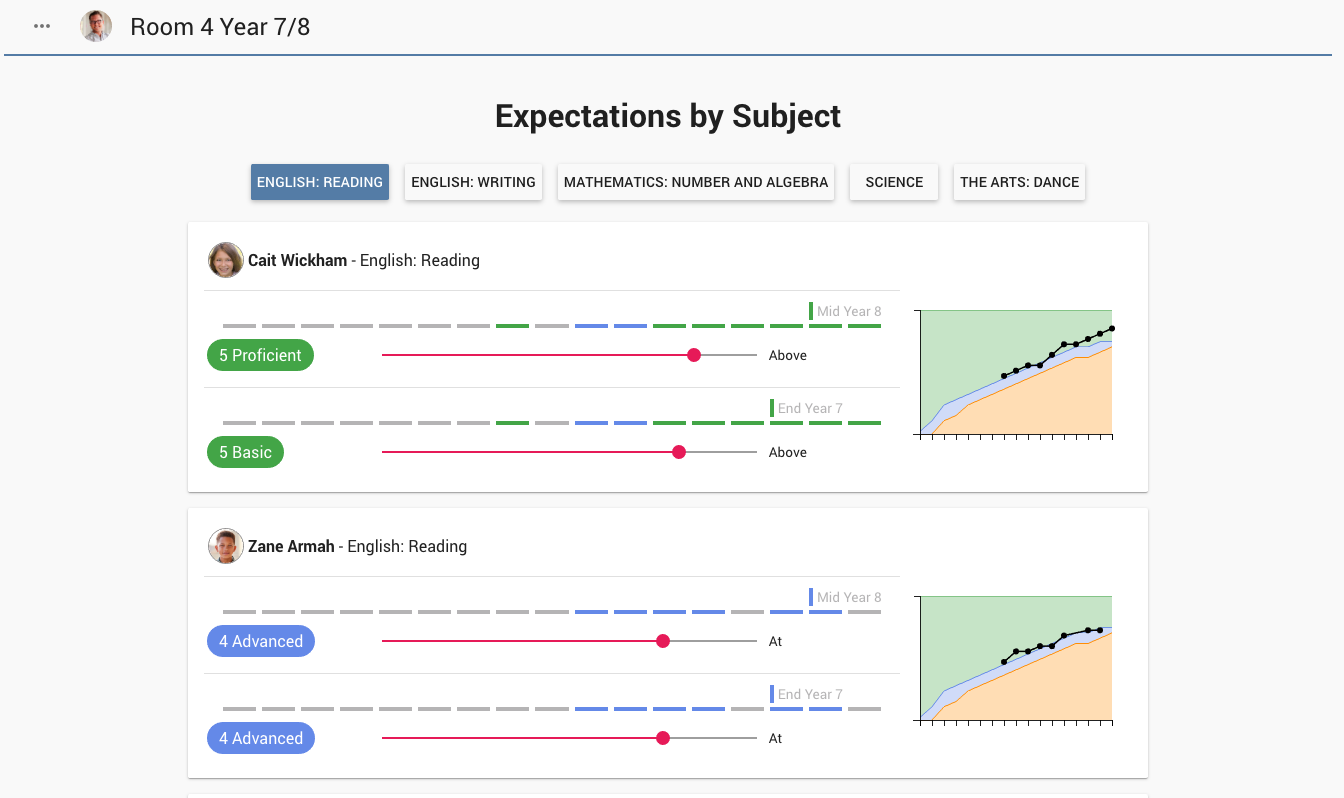 Room 4 Year 7/8
Expectations by Subject
ENGLISH: READING ENGLISH: WRITING MATHEMATICS: NUMBER AND ALGEBRA SCIENCE THE ARTS: DANCE
Cait Wickham - English: Reading
Mid Year 8
5 Proficient Above
End Year 7
5 Basic Above
Zane Armah - English: Reading
Mid Year 8
4 Advanced At
End Year 7
4 Advanced At